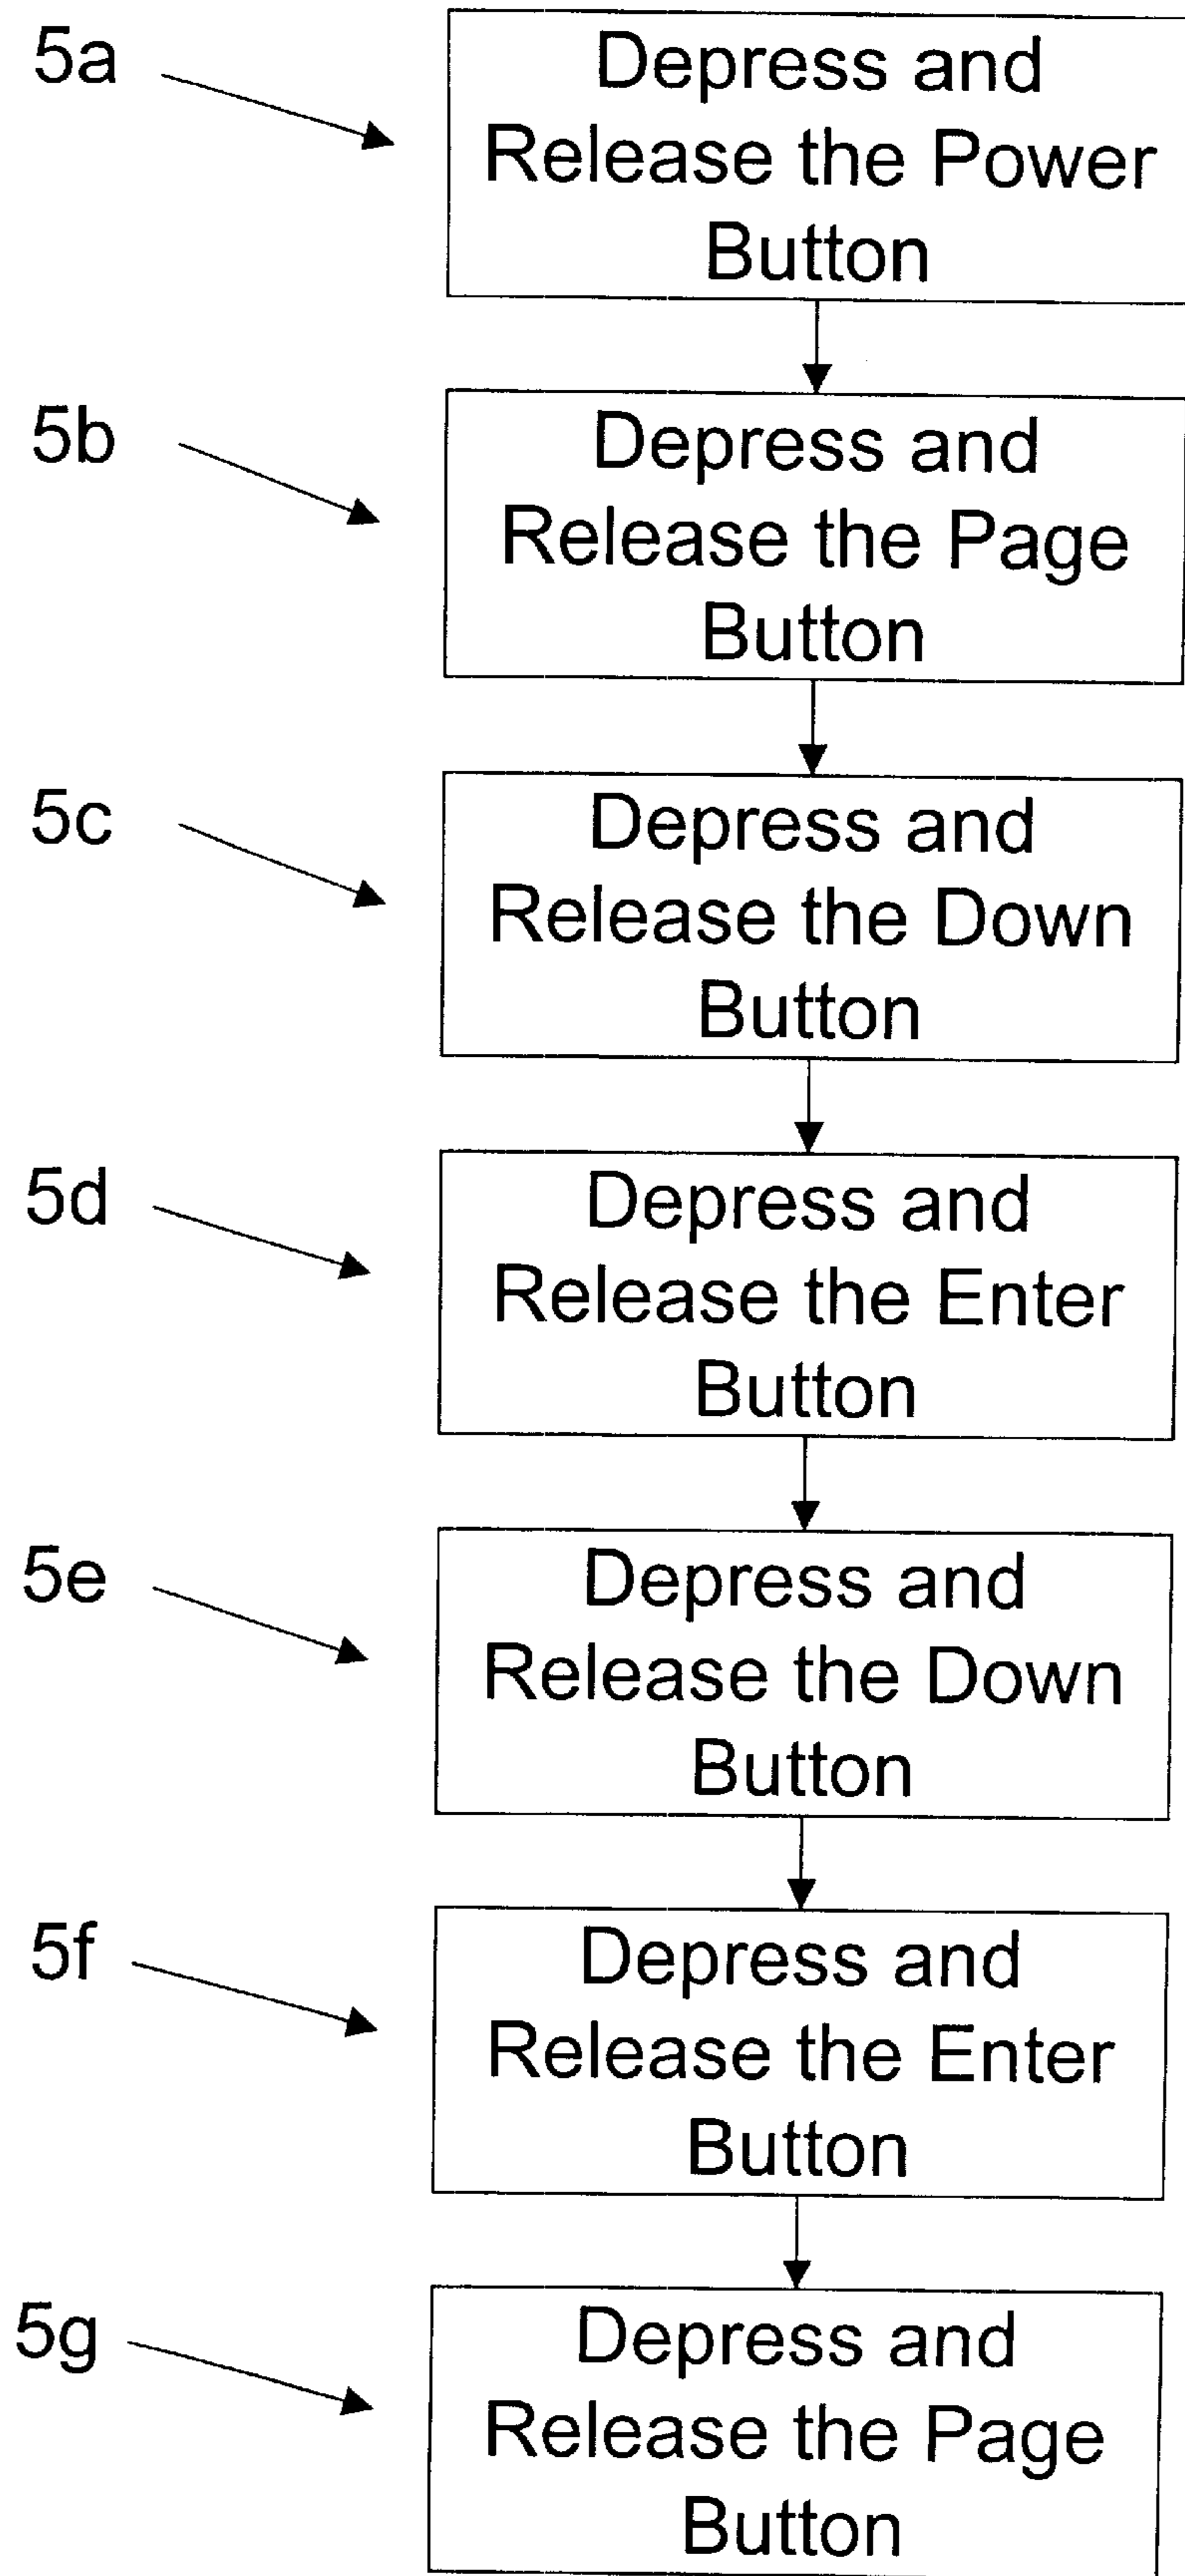 5a
Depress and
Release the Power
Button
5b
Depress and
Release the Page
Button
5c
Depress and
Release the Down
Button
5d
Depress and
Release the Enter
Button
5e
Depress and
Release the Down
Button
5f
Depress and
Release the Enter
Button
5g
Depress and
Release the Page
Button